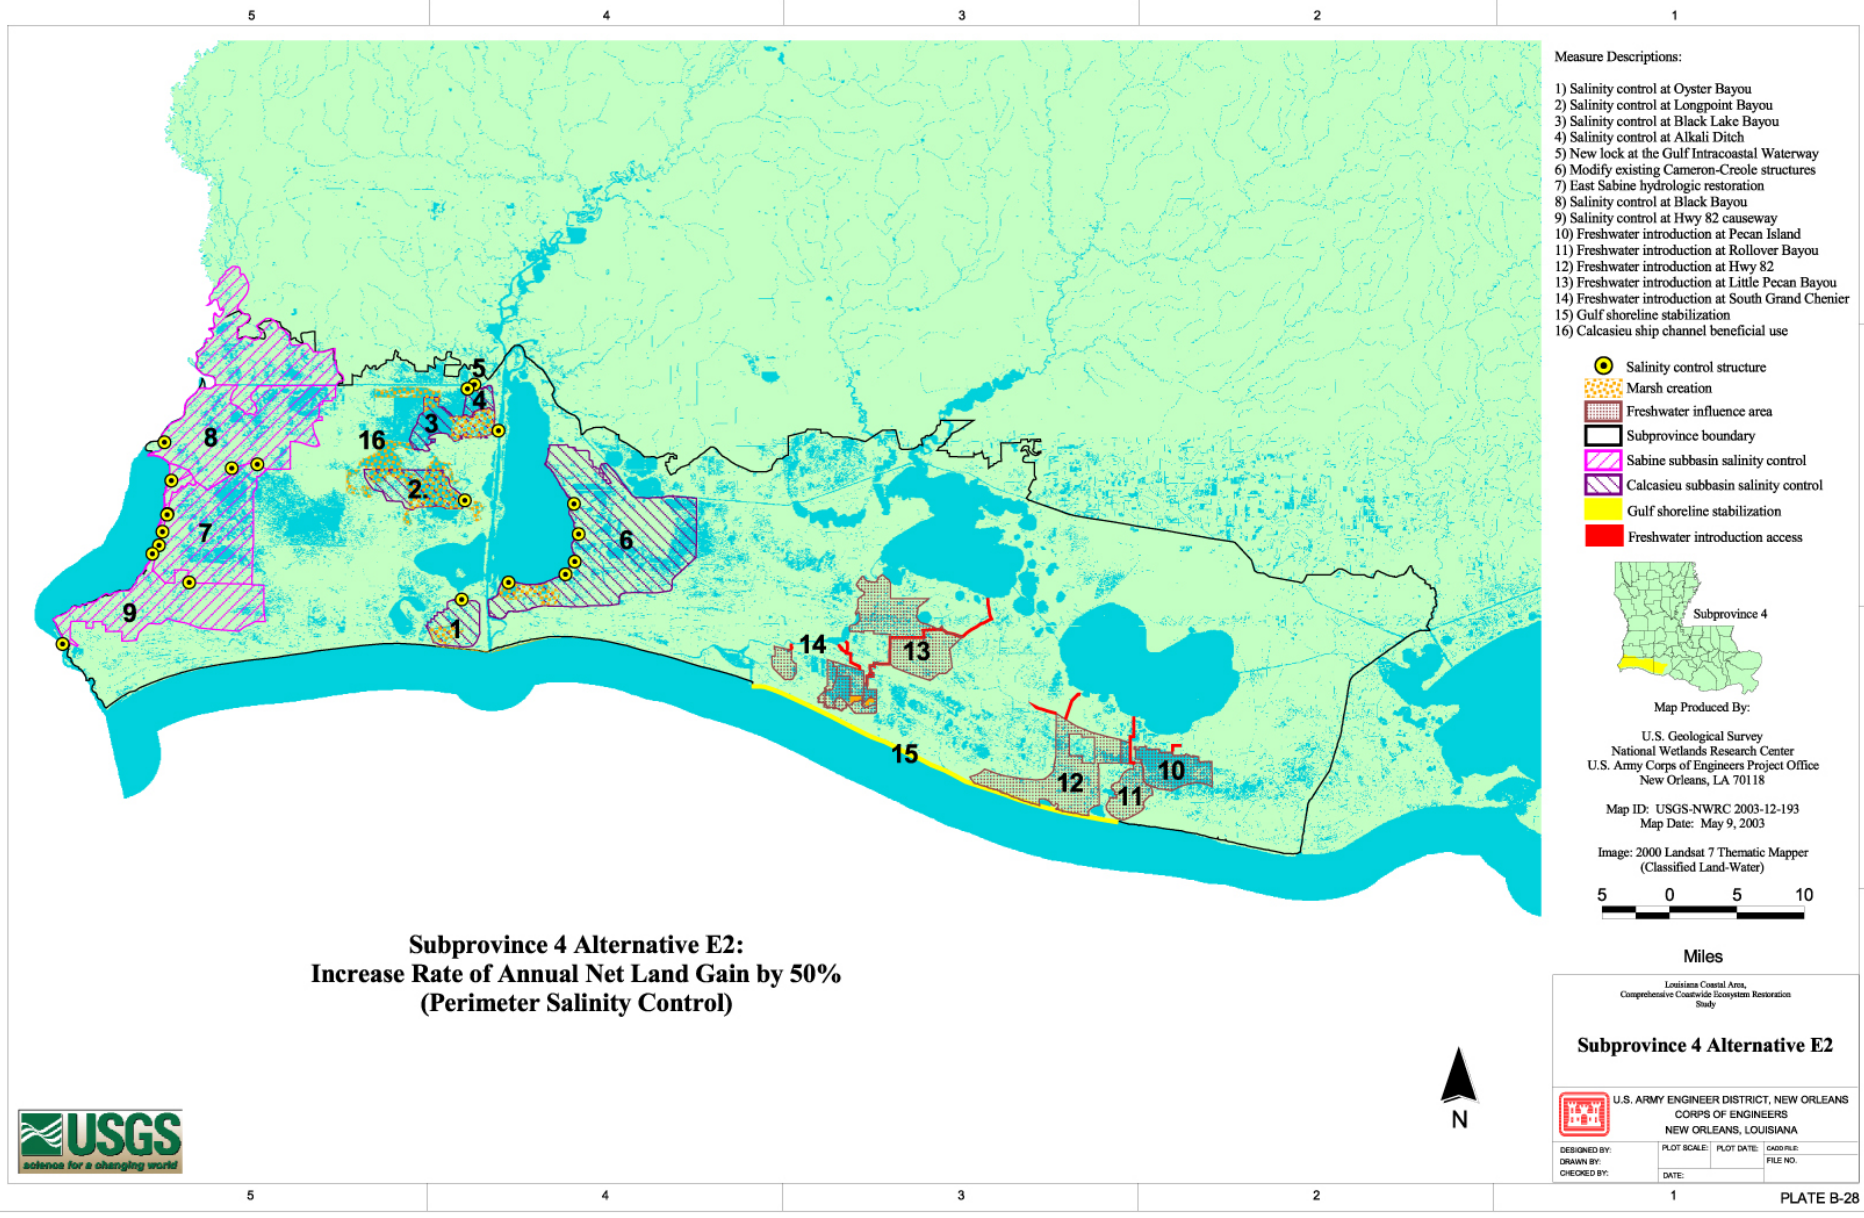 5 4 3 2 1
Measure Descriptions:
1) Salinity control at Oyster Bayou
2) Salinity control at Longpoint Bayou
3) Salinity control at Black Lake Bayou
4) Salinity control at Alkali Ditch
5) New lock at the Gulf Intracoastal Waterway
6) Modify existing Cameron-Creole structures
7) East Sabine hydrologic restoration
8) Salinity control at Black Bayou
9) Salinity control at Hwy 82 causeway
10) Freshwater introduction at Pecan Island
11) Freshwater introduction at Rollover Bayou
12) Freshwater introduction at Hwy 82
13) Freshwater introduction at Little Pecan Bayou
14) Freshwater introduction at South Grand Chenier
15) Gulf shoreline stabilization
16) Calcasieu ship channel beneficial use
Salinity control structure
Marsh creation
Freshwater influence area
Subprovince boundary
Sabine subbasin salinity control
Calcasieu subbasin salinity control
Gulf shoreline stabilization
Freshwater introduction access
5
4
3
8
16
2.
7
6
9
1
14
13
15
12
11
10
Subprovince 4
Map Produced By:
U.S. Geological Survey
National Wetlands Research Center
U.S. Army Corps of Engineers Project Office
New Orleans, LA 70118
Map ID: USGS-NWRC 2003-12-193
Map Date: May 9, 2003
Image: 2000 Landsat 7 Thematic Mapper
(Classified Land-Water)
5 0 5 10
Miles
Subprovince 4 Alternative E2:
Increase Rate of Annual Net Land Gain by 50%
(Perimeter Salinity Control)
N
Louisiana Coastal Area,
Comprehensive Coastwide Ecosystem Restoration
Study
Subprovince 4 Alternative E2
U.S. ARMY ENGINEER DISTRICT, NEW ORLEANS
CORPS OF ENGINEERS
NEW ORLEANS, LOUISIANA
DESIGNED BY:
DRAWN BY:
CHECKED BY:
PLOT SCALE: PLOT DATE: CADD FILE:
FILE NO.
DATE:
USGS
science for a changing world
5 4 3 2 1
PLATE B-28